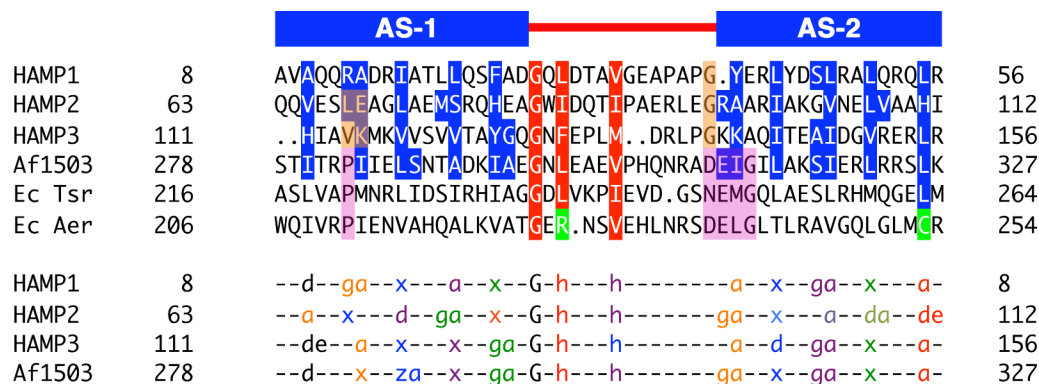 AS-1 AS-2
HAMP1 8 AVAQQRADRIATLLQSFADGQLDTAVGEAPAPG.YERLYDSLRALQRQLR 56
HAMP2 63 QQVESLEAGLAEMSRQHEAGWIDQTIPAERLEGRAARIAKGVNELVAAHI 112
HAMP3 111 ..HIAVKMKVVSVVTAYGQGNFEPLM..DRLPGKKAQITEAIDGVRERLR 156
Af1503 278 STITRPIIELSNTADKIAEGNLEAEVPHQNRADEIGILAKSIERLRRSLK 327
Ec Tsr 216 ASLVAPMNRLIDSIRHIAGGDLVKPIEVD.GSNEMGQLAESLRHMQGELM 264
Ec Aer 206 WQIVRPIENVAHQALKVATGER.NSVEHLNRSDELGLTLRAVGQLGLMCR 254
HAMP1 8 --d--ga--x---a--x--G-h---h--------a--x--ga--x---a- 8
HAMP2 63 --a--x---d--ga--x--G-h---h-------ga--x---a--da--de 112
HAMP3 111 --de--a--x---x--ga-G-h---h--------a--d--ga--x---a- 156
Af1503 278 --d---x--za--x--ga-G-h---h-------ga--x--ga--x---a- 327